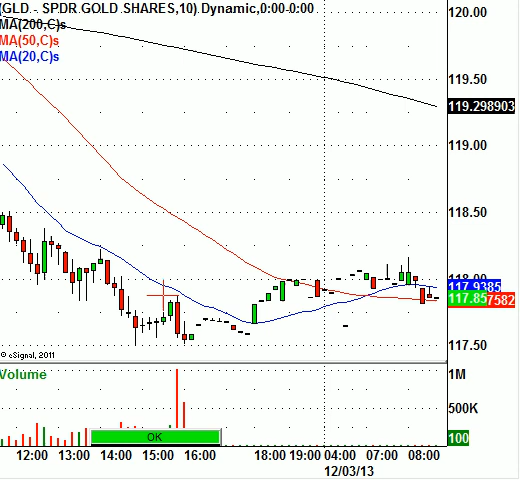 (GLD - SPDR GOLD SHARES,10) Dynamic,0:00-0:00
MA(200,C)s
MA(50,C)s
MA(20,C)s
120.00
119.50
119.298903
119.00
118.50
118.00
117.9385
117.85
7582
117.50
© eSignal, 2011
Volume
1M
500K
100
OK
12:00 13:00 14:00 15:00 16:00 18:00 19:00 04:00 07:00 08:00
12/03/13